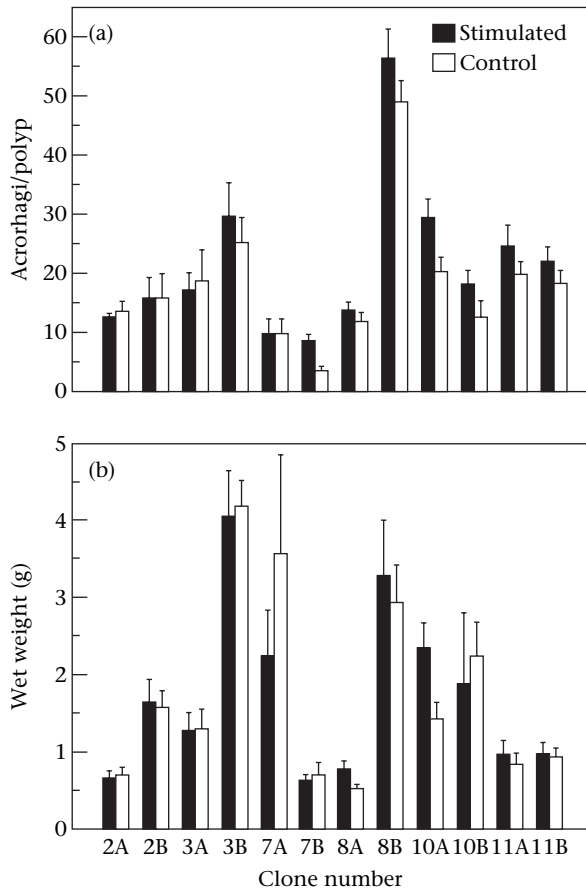 (a)
Stimulated
Control
Acrorhagi/polyp
60
50
40
30
20
10
0
(b)
Wet weight (g)
5
4
3
2
1
0
2A 2B 3A 3B 7A 7B 8A 8B 10A 10B 11A 11B
Clone number